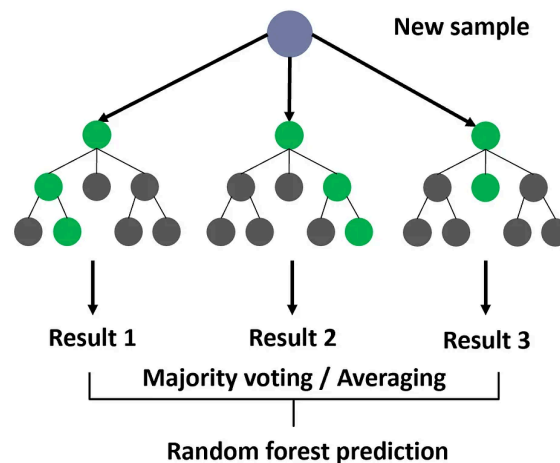 New sample
Result 1
Result 2
Result 3
Majority voting / Averaging
Random forest prediction